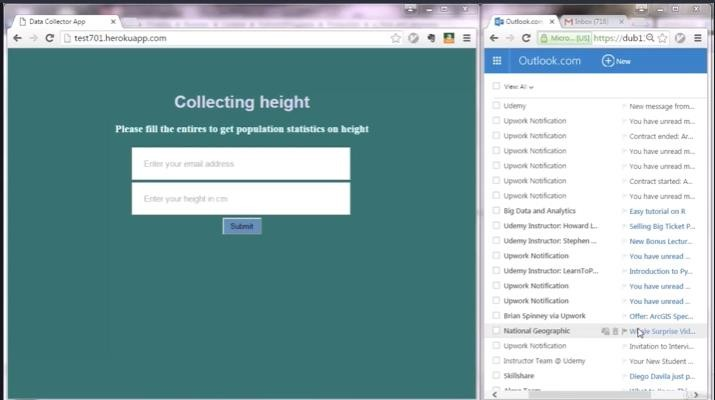 Data Collector App
test701.herokuapp.com
Collecting height
Please fill the entires to get population statistics on height
Enter your email address
Enter your height in cm
Submit
Outlook.com
Inbox (718)
Micro... [US]
https://dub1
Outlook.com
New
View: All
Udemy New message from...
Upwork Notification You have unread m...
Upwork Notification Contract ended: Ar...
Upwork Notification You have unread m...
Upwork Notification You have unread m...
Upwork Notification Contract started: A...
Upwork Notification You have unread m...
Big Data and Analytics Easy tutorial on R
Udemy Instructor: Howard L... Selling Big Ticket P...
Udemy Instructor: Stephen ... New Bonus Lectur...
Upwork Notification You have unread ...
Udemy Instructor: LearnToP... Introduction to Py...
Upwork Notification You have unread ...
Upwork Notification You have unread ...
Brian Spinney via Upwork Offer: ArcGIS Spec...
National Geographic Surprise Vid...
Upwork Notification Invitation to Intervi...
Instructor Team @ Udemy Your New Student ...
Skillshare Diego Davila just p...